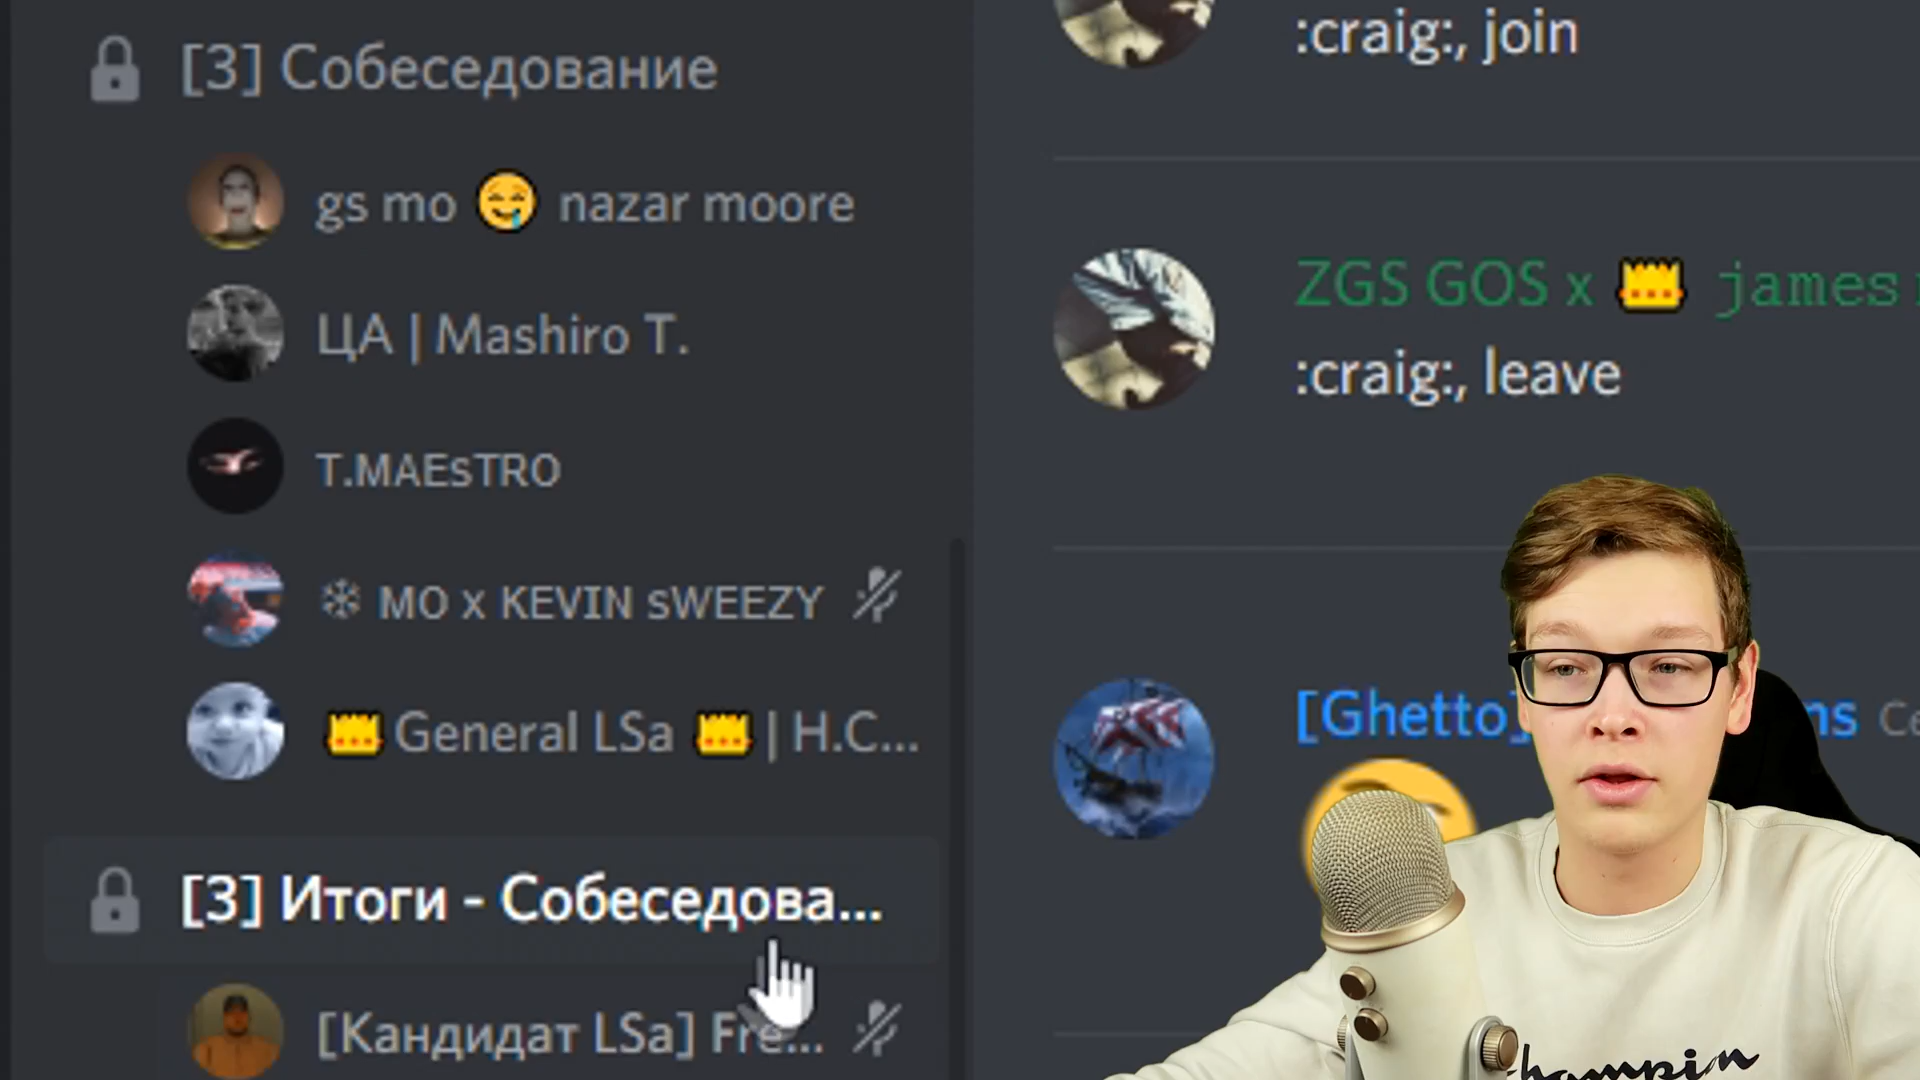 [3] Собеседование
gs mo 🤤 nazar moore
ЦА | Mashiro T.
T.MAEsTRO
❄ MO x KEVIN sWEEZY
👑 General LSa 👑 | H.C...
[3] Итоги - Собеседова...
[Кандидат LSa] Fre...
:craig:, join
ZGS GOS x 👑 james
:craig:, leave
[Ghetto]